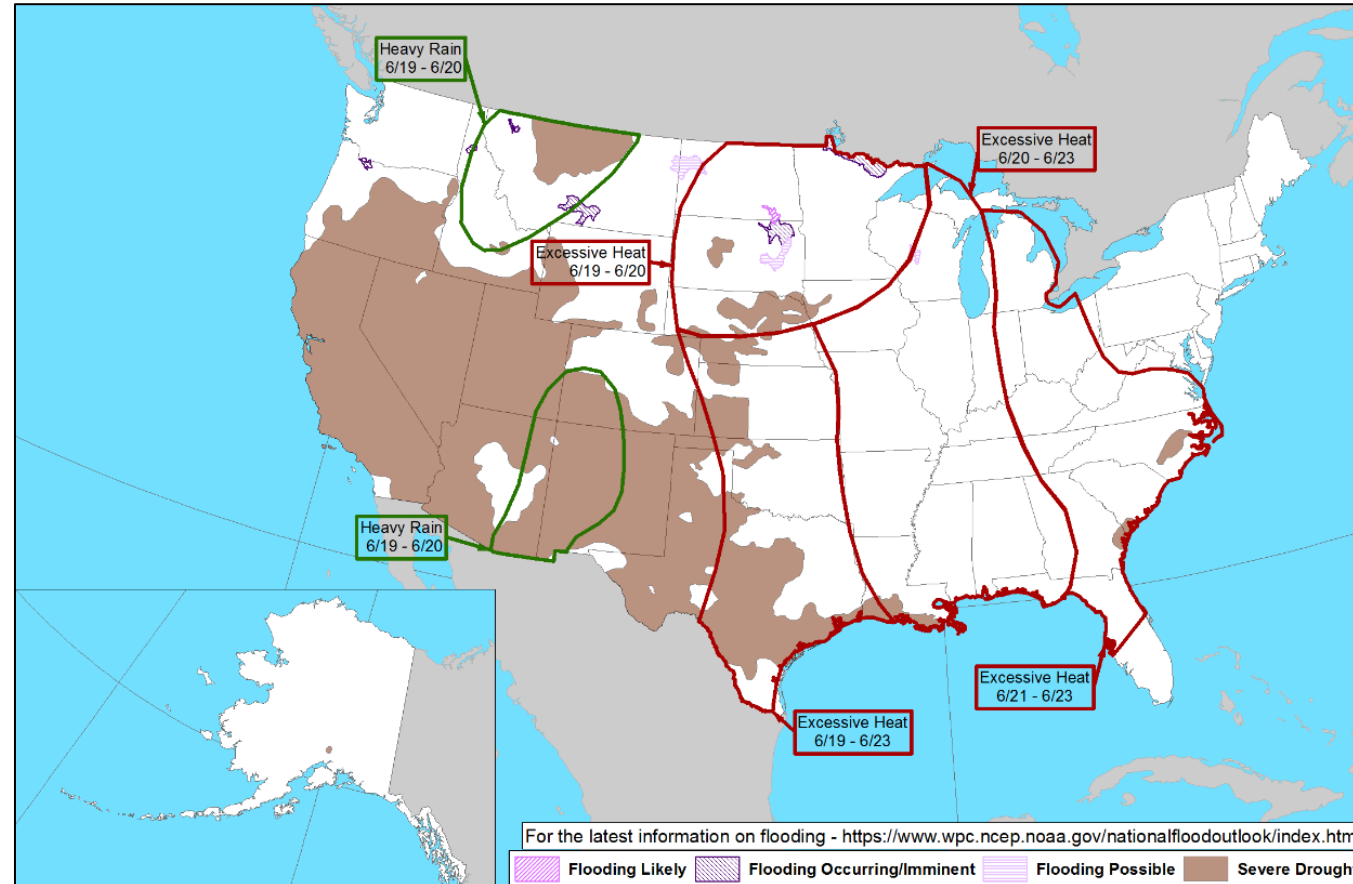 Heavy Rain
6/19 - 6/20
Excessive Heat
6/20 - 6/23
Excessive Heat
6/19 - 6/20
Heavy Rain
6/19 - 6/20
Excessive Heat
6/21 - 6/23
Excessive Heat
6/19 - 6/23
For the latest information on flooding - https://www.wpc.ncep.noaa.gov/nationalfloodoutlook/index.htm
Flooding Likely Flooding Occurring/Imminent Flooding Possible Severe Drough